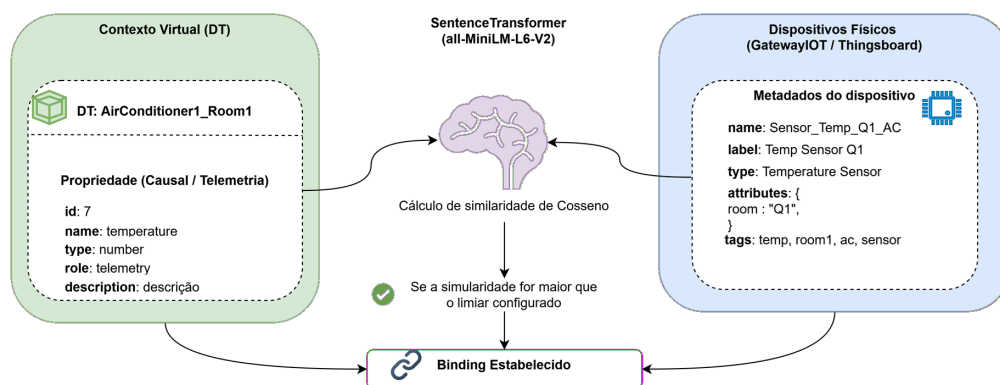 Contexto Virtual (DT)
DT: AirConditioner1_Room1
Propriedade (Causal / Telemetria)
id: 7
name: temperature
type: number
role: telemetry
description: descrição
SentenceTransformer
(all-MiniLM-L6-V2)
Cálculo de similaridade de Cosseno
Se a simularidade for maior que
o limiar configurado
Binding Estabelecido
Dispositivos Físicos
(GatewayIOT / Thingsboard)
Metadados do dispositivo
name: Sensor_Temp_Q1_AC
label: Temp Sensor Q1
type: Temperature Sensor
attributes: {
room : "Q1",
}
tags: temp, room1, ac, sensor